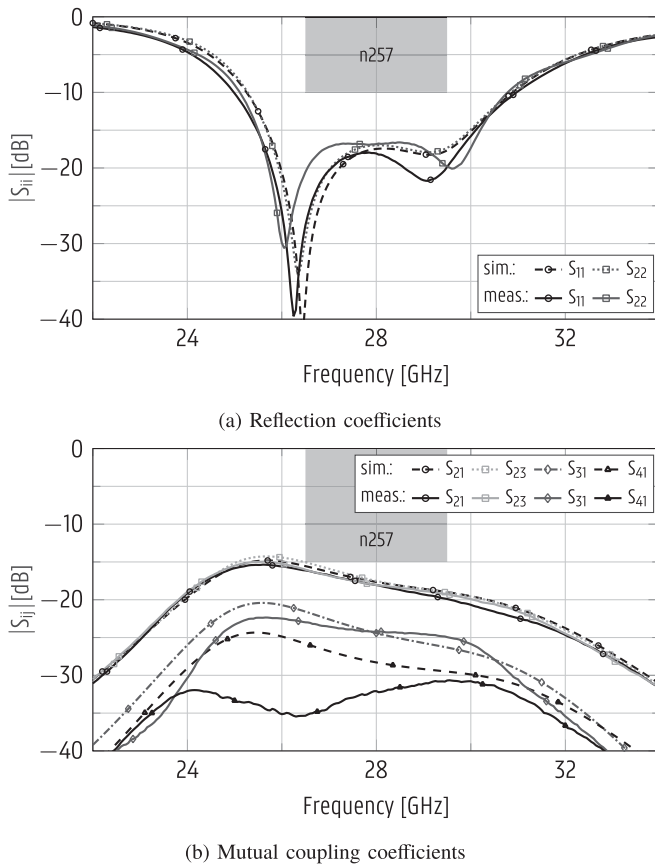 0
−10
−20
−30
−40
|Sii| [dB]
n257
sim.: S11 S22
meas.: S11 S22
24 28 32
Frequency [GHz]
(a) Reflection coefficients
0
−10
−20
−30
−40
|Sij| [dB]
sim.: S21 S23 S31 S41
meas.: S21 S23 S31 S41
n257
24 28 32
Frequency [GHz]
(b) Mutual coupling coefficients